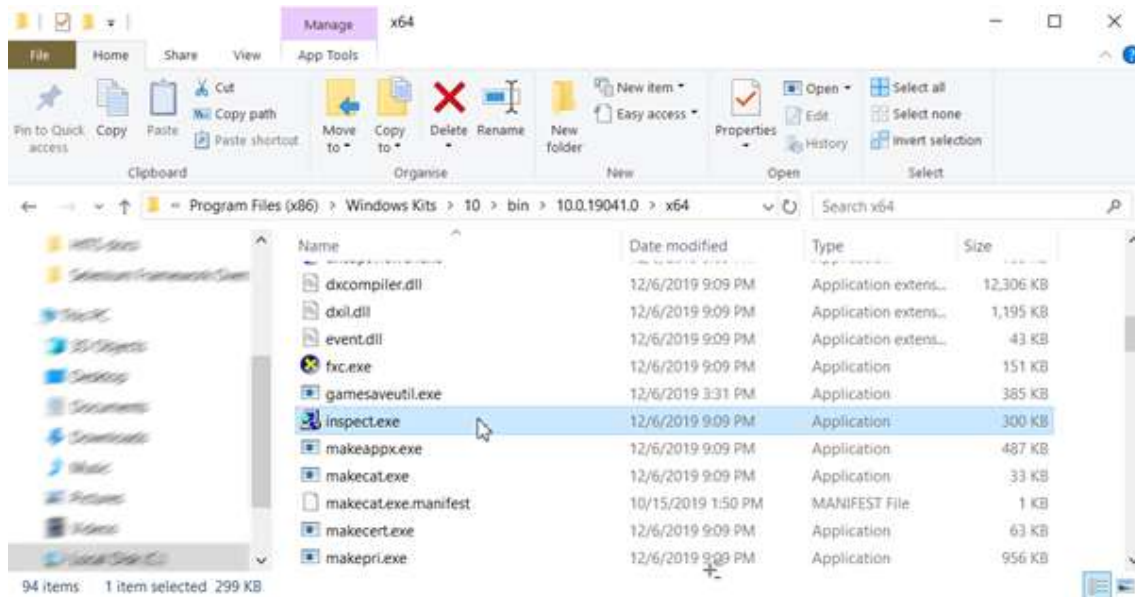 Manage x64
File Home Share View App Tools
Pin to Quick access
Copy
Paste
Cut
Copy path
Paste shortcut
Clipboard
Move to
Copy to
Delete
Rename
Organise
New folder
New item
Easy access
New
Properties
Open
Edit
History
Open
Select all
Select none
Invert selection
Select
Program Files (x86) > Windows Kits > 10 > bin > 10.0.19041.0 > x64
Search x64
Name Date modified Type Size
dxcompiler.dll 12/6/2019 9:09 PM Application extens... 12,306 KB
dxil.dll 12/6/2019 9:09 PM Application extens... 1,195 KB
event.dll 12/6/2019 9:09 PM Application extens... 43 KB
fxc.exe 12/6/2019 9:09 PM Application 151 KB
gamesaveutil.exe 12/6/2019 3:31 PM Application 385 KB
inspect.exe 12/6/2019 9:09 PM Application 300 KB
makeappx.exe 12/6/2019 9:09 PM Application 487 KB
makecat.exe 12/6/2019 9:09 PM Application 33 KB
makecat.exe.manifest 10/15/2019 1:50 PM MANIFEST File 1 KB
makecert.exe 12/6/2019 9:09 PM Application 63 KB
makepri.exe 12/6/2019 9:09 PM Application 956 KB
3D Objects
Desktop
Documents
Downloads
Music
Pictures
Videos
94 items 1 item selected 299 KB